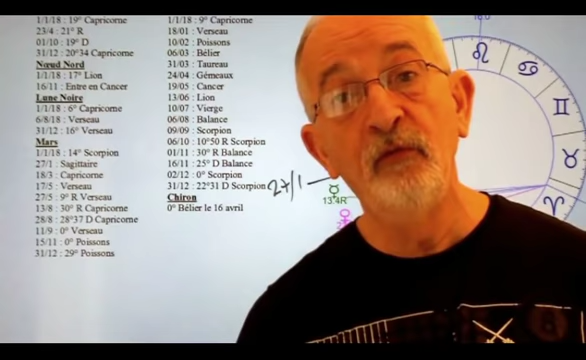 1/1/18 : 19° Capricorne
23/4 : 21° R
01/10 : 19° D
31/12 : 20°34 Capricorne
Nœud Nord
1/1/18 : 17° Lion
16/11 : Entre en Cancer
Lune Noire
1/1/18 : 6° Capricorne
6/8/18 : Verseau
31/12 : 16° Verseau
Mars
1/1/18 : 14° Scorpion
27/1 : Sagittaire
18/3 : Capricorne
17/5 : Verseau
27/5 : 9° R Verseau
13/8 : 30° R Capricorne
28/8 : 28°37 D Capricorne
11/9 : 0° Verseau
15/11 : 0° Poissons
31/12 : 29° Poissons
1/1/18 : 9° Capricorne
18/01 : Verseau
10/02 : Poissons
06/03 : Bélier
31/03 : Taureau
24/04 : Gémeaux
19/05 : Cancer
13/06 : Lion
10/07 : Vierge
06/08 : Balance
09/09 : Scorpion
06/10 : 10°50 R Scorpion
01/11 : 30° R Balance
16/11 : 25° D Balance
02/12 : 0° Scorpion
31/12 : 22°31 D Scorpion
Chiron
0° Bélier le 16 avril
27/1
13.4R